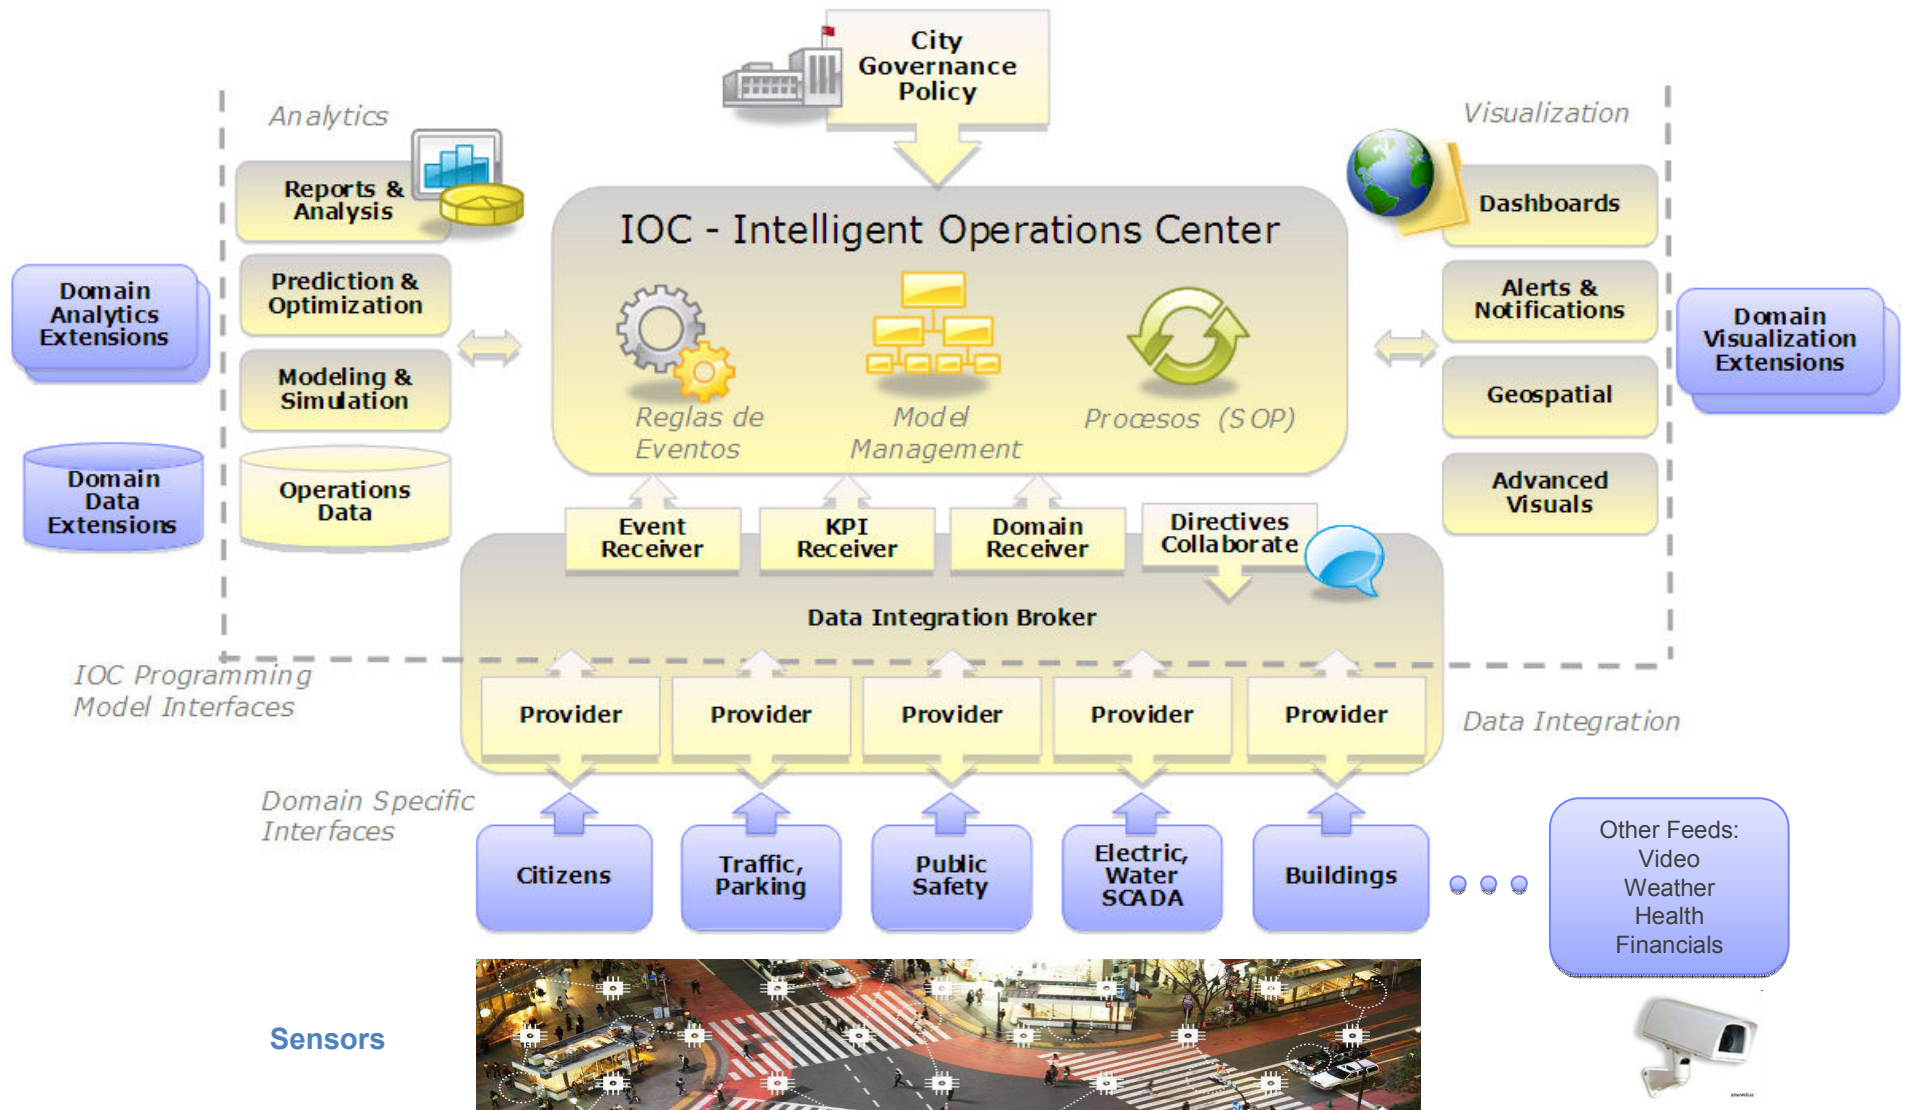 City
Governance
Policy
Analytics
Visualization
Reports &
Analysis
Prediction &
Optimization
Modeling &
Simulation
Operations
Data
Domain
Analytics
Extensions
Domain
Data
Extensions
IOC - Intelligent Operations Center
Reglas de
Eventos
Model
Management
Procesos (SOP)
Dashboards
Alerts &
Notifications
Geospatial
Advanced
Visuals
Domain
Visualization
Extensions
Event
Receiver
KPI
Receiver
Domain
Receiver
Directives
Collaborate
Data Integration Broker
IOC Programming
Model Interfaces
Provider
Provider
Provider
Provider
Provider
Data Integration
Domain Specific
Interfaces
Citizens
Traffic,
Parking
Public
Safety
Electric,
Water
SCADA
Buildings
Other Feeds:
Video
Weather
Health
Financials
Sensors